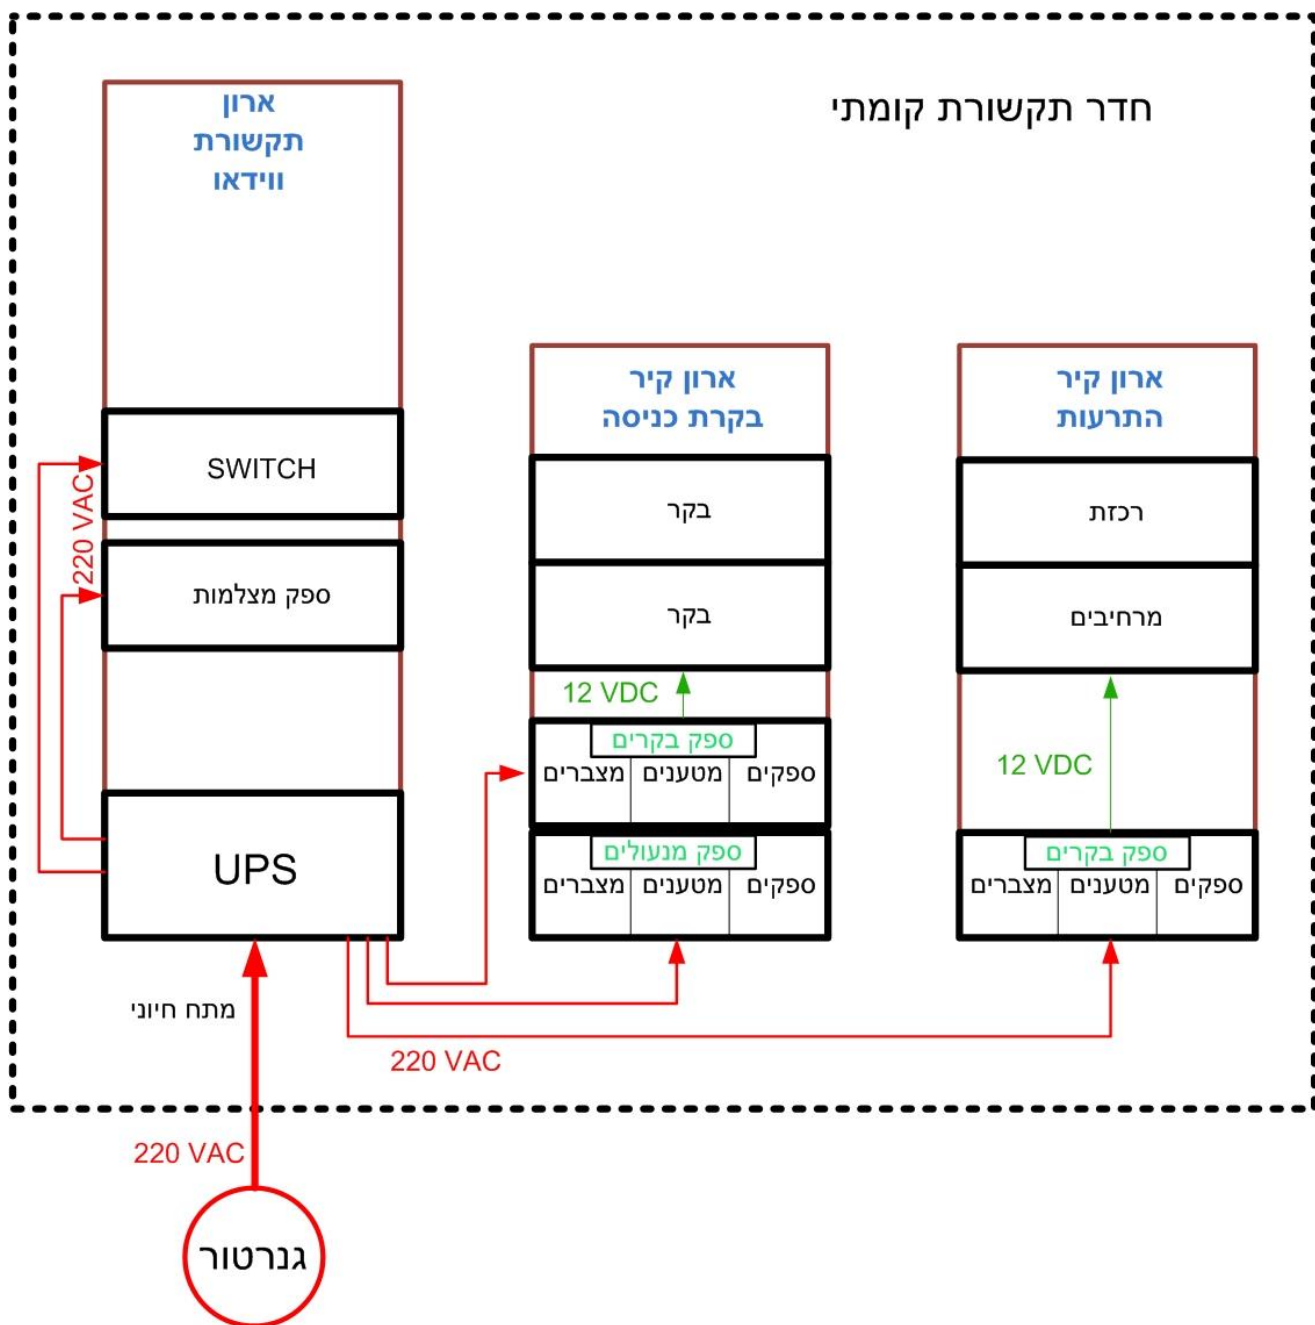 חדר תקשורת קומתי
ארון
תקשורת
ווידאו
SWITCH
220 VAC
ספק מצלמות
UPS
ארון קיר
בקרת כניסה
בקר
בקר
12 VDC
ספק בקרים
ספקים מטענים מצברים
ספק מנעולים
ספקים מטענים מצברים
ארון קיר
התרעות
רכזת
מרחיבים
12 VDC
ספק בקרים
ספקים מטענים מצברים
מתח חיוני
220 VAC
220 VAC
גנרטור